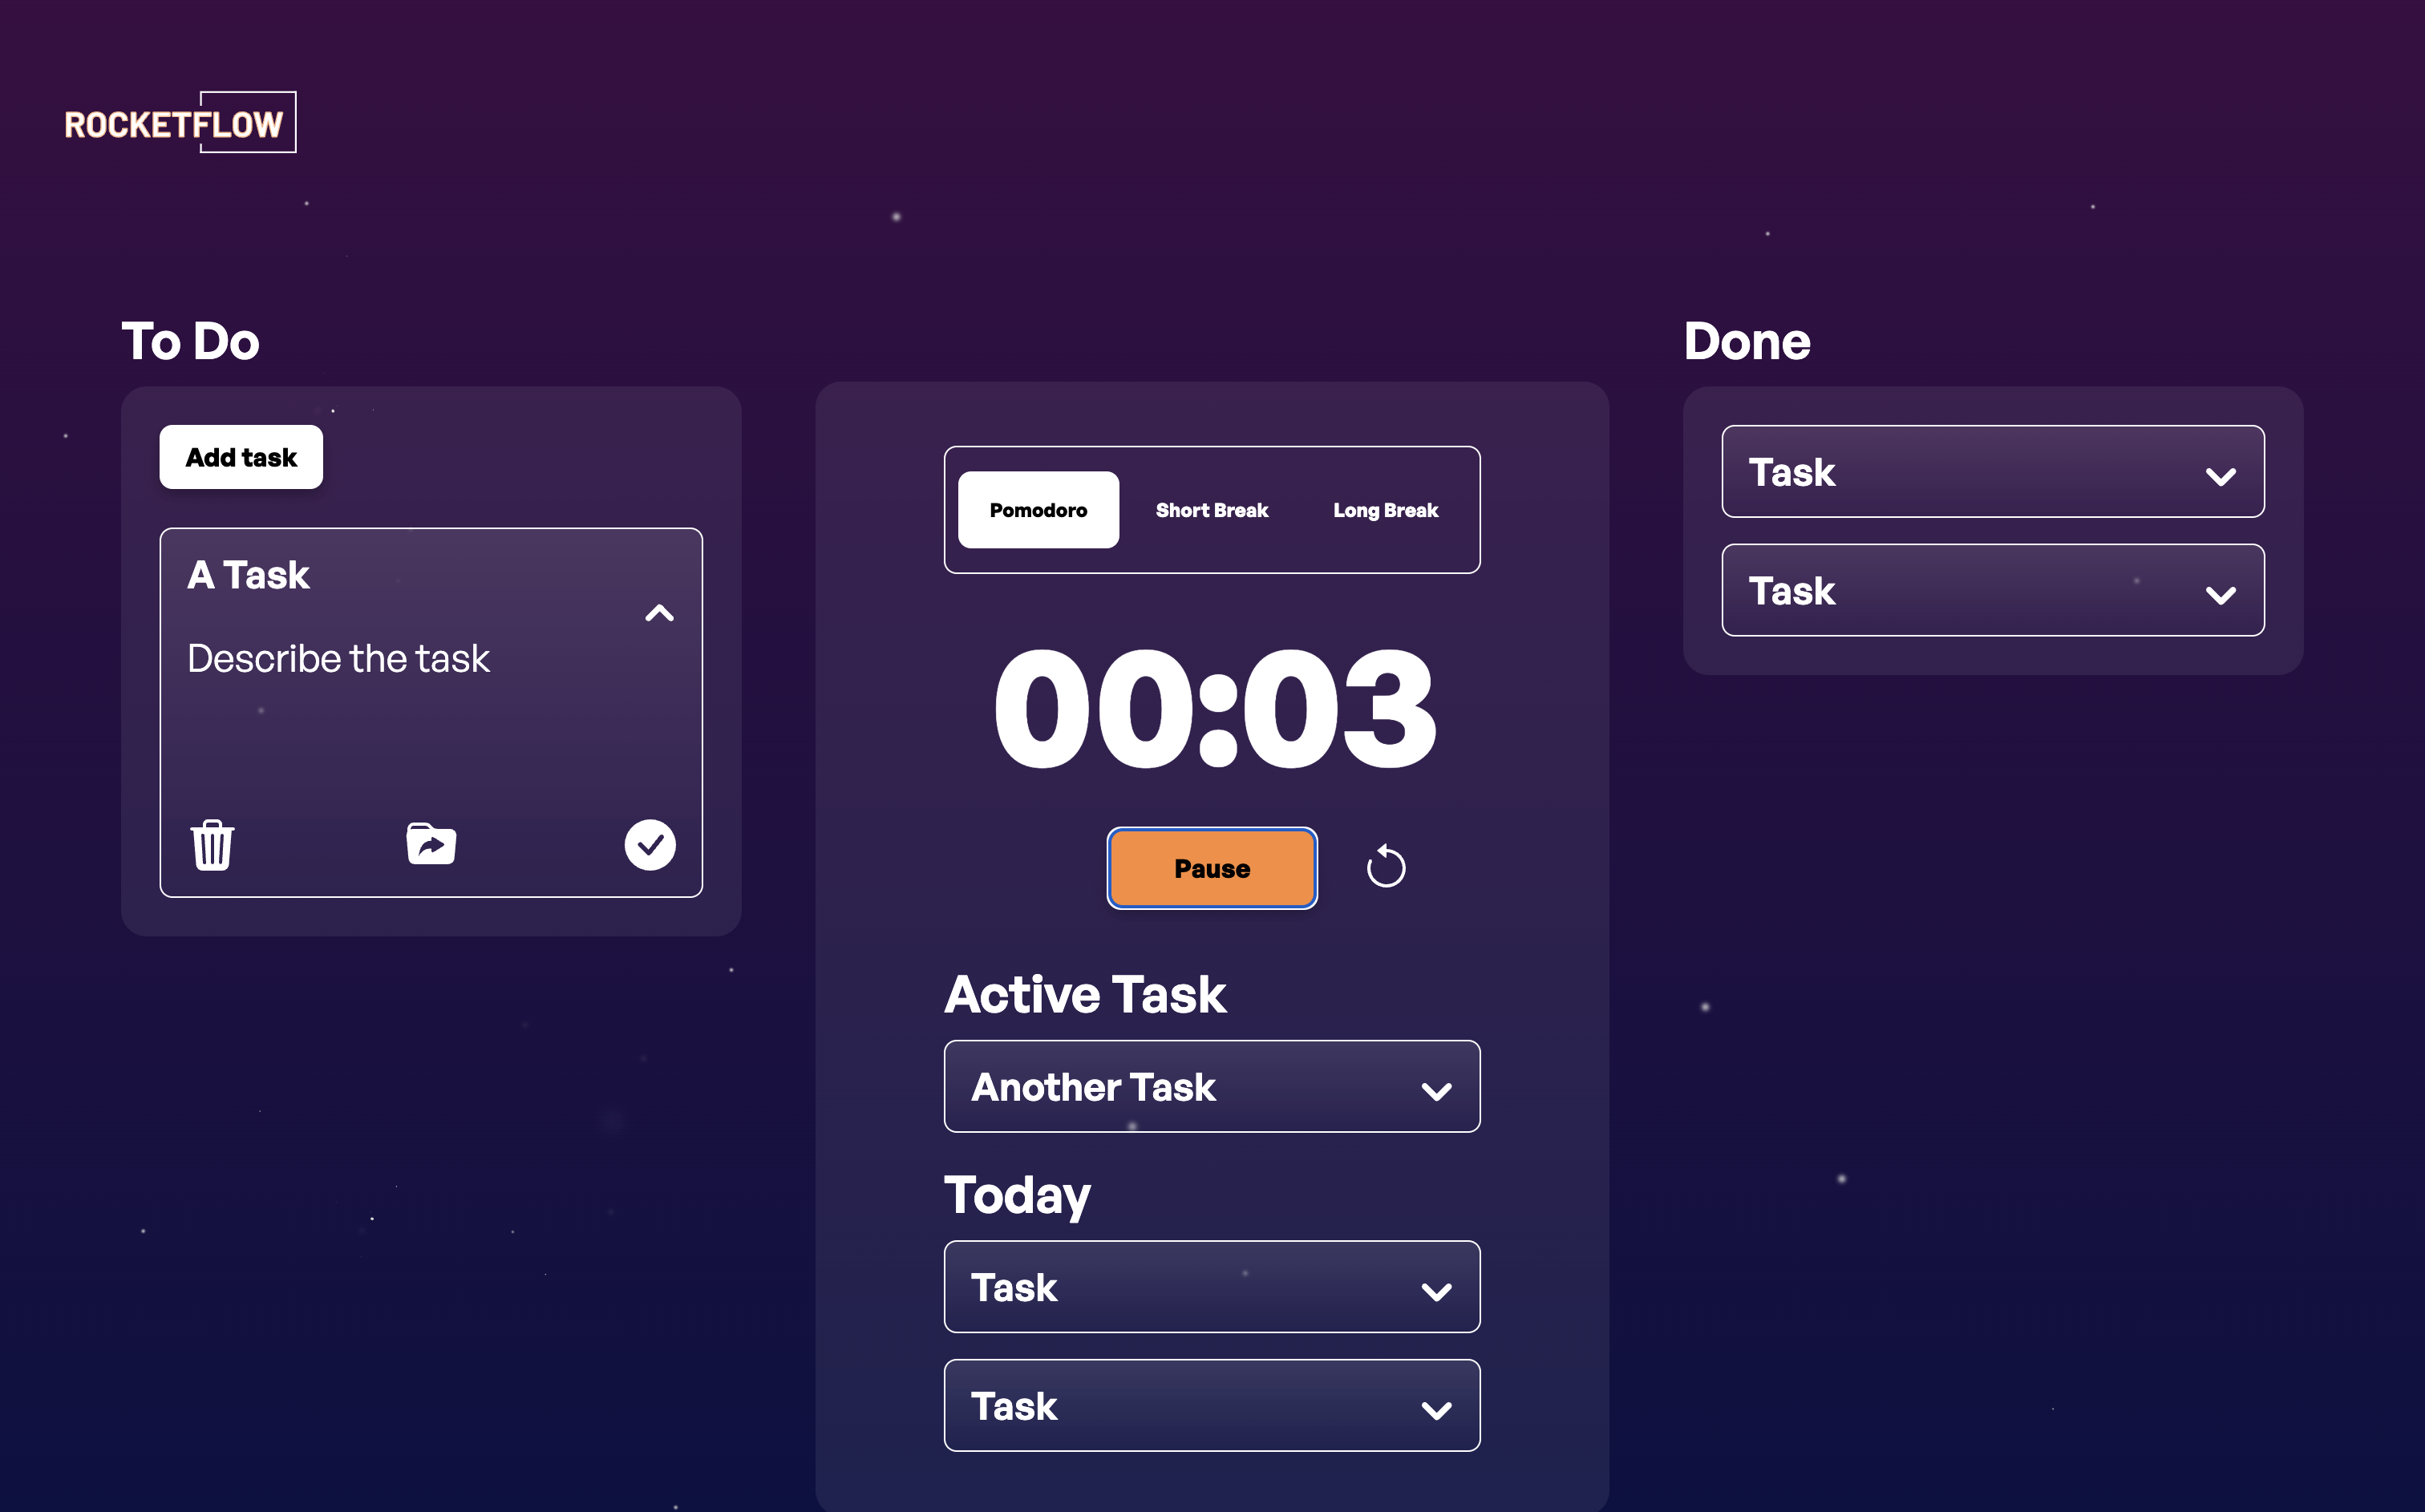 ROCKETFLOW
To Do
Add task
A Task
Describe the task
Pomodoro
Short Break
Long Break
00:03
Pause
Active Task
Another Task
Today
Task
Task
Done
Task
Task